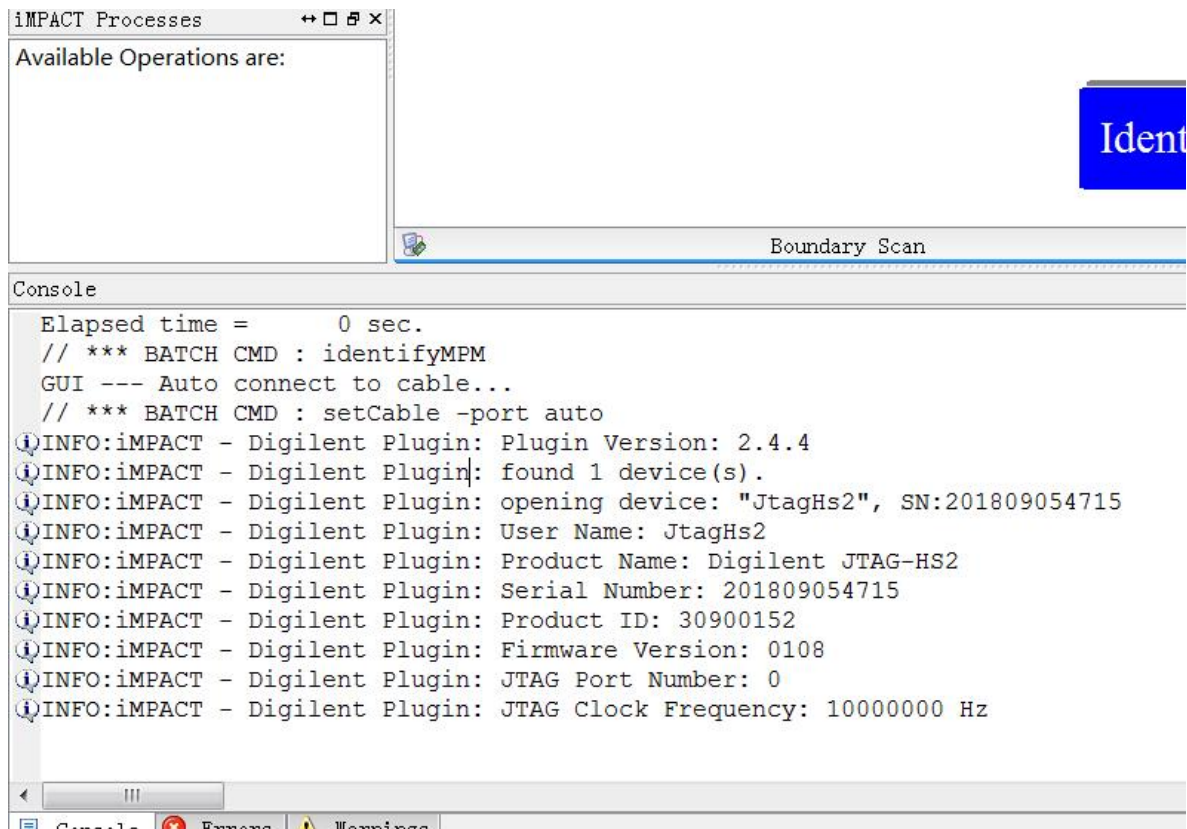 iMPACT Processes
Available Operations are:
Ident
Boundary Scan
Console
Elapsed time =      0 sec.
// *** BATCH CMD : identifyMPM
GUI --- Auto connect to cable...
// *** BATCH CMD : setCable -port auto
INFO:iMPACT - Digilent Plugin: Plugin Version: 2.4.4
INFO:iMPACT - Digilent Plugin: found 1 device(s).
INFO:iMPACT - Digilent Plugin: opening device: "JtagHs2", SN:201809054715
INFO:iMPACT - Digilent Plugin: User Name: JtagHs2
INFO:iMPACT - Digilent Plugin: Product Name: Digilent JTAG-HS2
INFO:iMPACT - Digilent Plugin: Serial Number: 201809054715
INFO:iMPACT - Digilent Plugin: Product ID: 30900152
INFO:iMPACT - Digilent Plugin: Firmware Version: 0108
INFO:iMPACT - Digilent Plugin: JTAG Port Number: 0
INFO:iMPACT - Digilent Plugin: JTAG Clock Frequency: 10000000 Hz
Console Errors Warnings